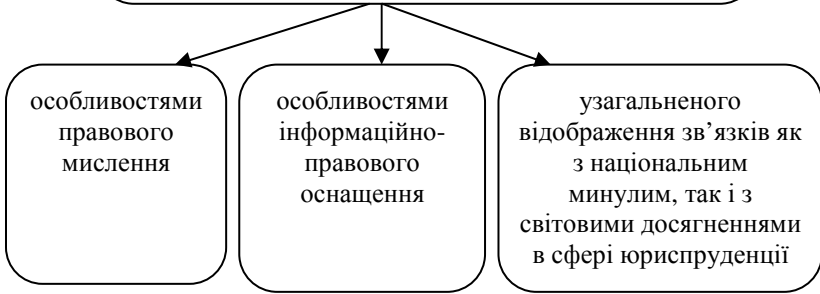 особливостями
правового
мислення
особливостями
інформаційно-
правового
оснащення
узагальненого
відображення зв’язків як
з національним
минулим, так і з
світовими досягненнями
в сфері юриспруденції